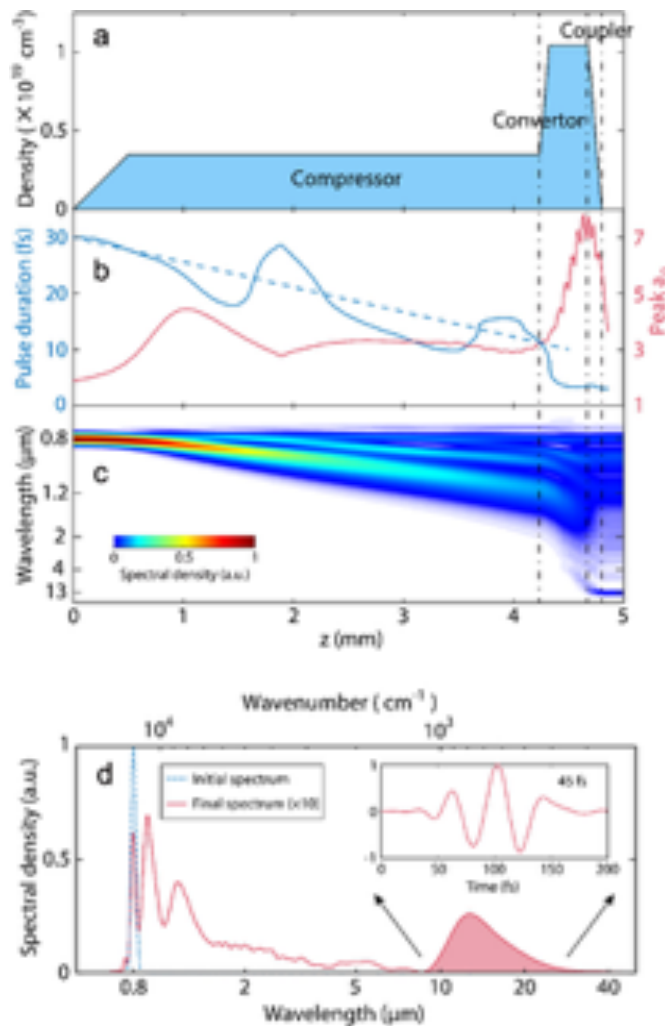 a
Coupler
Convertor
Compressor
Density ( ×10¹⁹ cm⁻³)
1
0.5
0
b
Pulse duration (fs)
30
20
10
0
7
5
3
1
Peak a₀
c
Wavelength (μm)
0.8
1.2
2
4
13
0 0.5 1
Spectral density (a.u.)
0 1 2 3 4 5
z (mm)
Wavenumber ( cm⁻¹)
10⁴ 10³
d
Spectral density (a.u.)
1
0.5
0
Initial spectrum
Final spectrum (×10)
45 fs
1
0
-1
0 50 100 150 200
Time (fs)
0.8 2 10 20 40
Wavelength (μm)